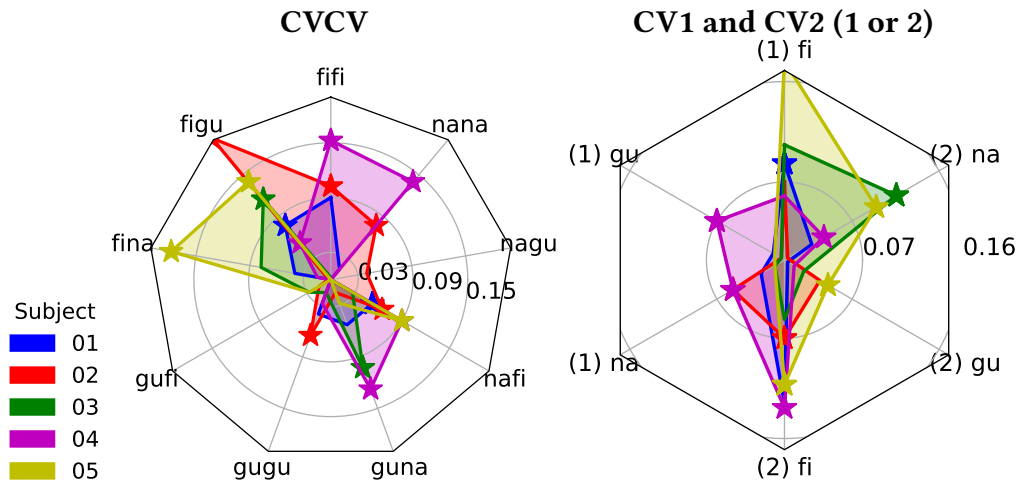 CVCV
fifi
nana
nagu
nafi
guna
gugu
gufi
fina
figu
0.03
0.09
0.15
Subject
01
02
03
04
05
CV1 and CV2 (1 or 2)
(1) fi
(2) na
(2) gu
(2) fi
(1) na
(1) gu
0.07
0.16